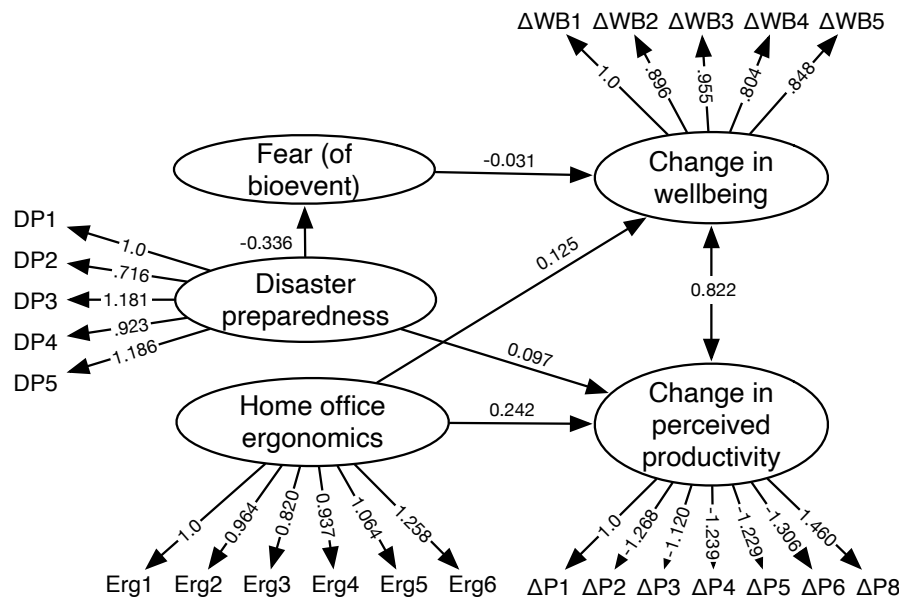 ΔWB1 ΔWB2 ΔWB3 ΔWB4 ΔWB5
1.0
.896
.955
.804
.848
Fear (of
bioevent)
-0.031
Change in
wellbeing
DP1
DP2
DP3
DP4
DP5
1.0
.716
1.181
.923
1.186
-0.336
Disaster
preparedness
0.125
0.822
0.097
Home office
ergonomics
0.242
Change in
perceived
productivity
1.0
0.964
0.820
0.937
1.064
1.258
1.0
-1.268
-1.120
-1.239
-1.229
-1.306
1.460
Erg1 Erg2 Erg3 Erg4 Erg5 Erg6
ΔP1 ΔP2 ΔP3 ΔP4 ΔP5 ΔP6 ΔP8